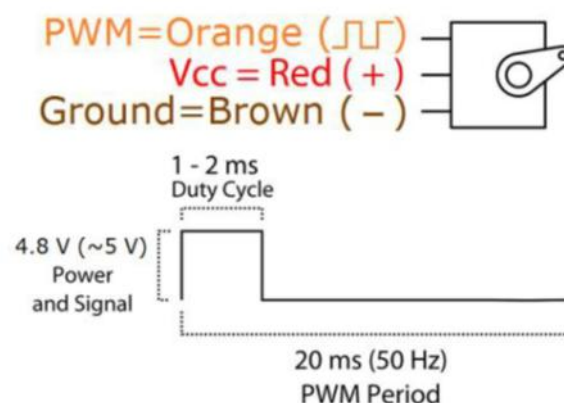 PWM=Orange (⎍⎍)
Vcc = Red (+)
Ground=Brown (−)
1 - 2 ms
Duty Cycle
4.8 V (~5 V)
Power
and Signal
20 ms (50 Hz)
PWM Period